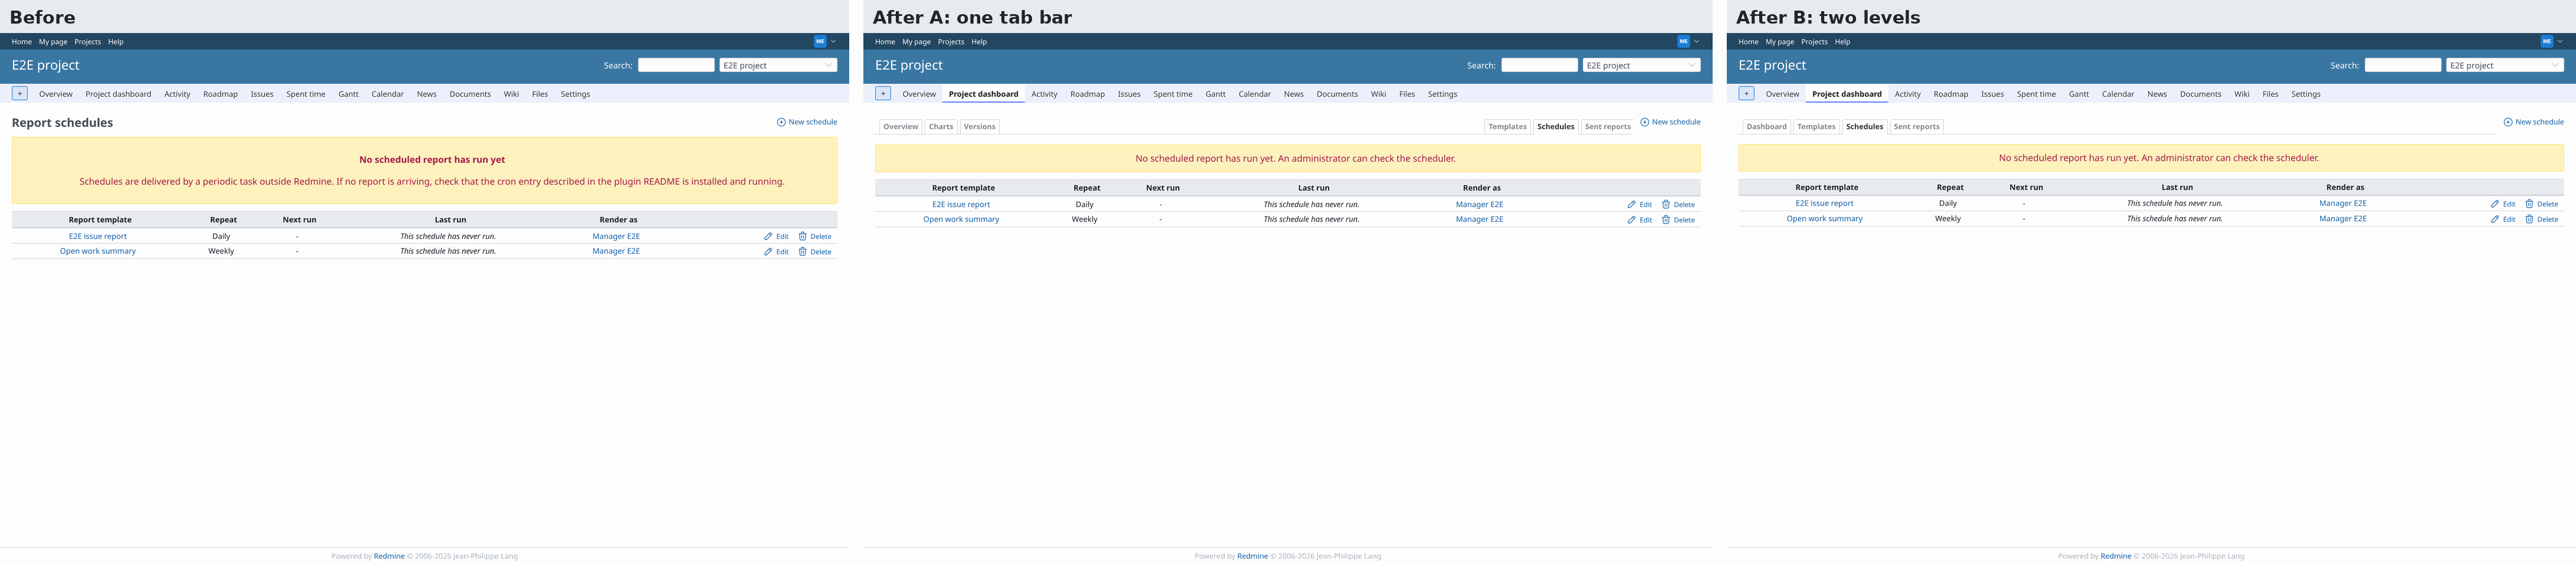 Before
Home My page Projects Help ME
E2E project Search: E2E project
+ Overview Project dashboard Activity Roadmap Issues Spent time Gantt Calendar News Documents Wiki Files Settings
Report schedules New schedule
No scheduled report has run yet
Schedules are delivered by a periodic task outside Redmine. If no report is arriving, check that the cron entry described in the plugin README is installed and running.
Report template Repeat Next run Last run Render as
E2E issue report Daily - This schedule has never run. Manager E2E Edit Delete
Open work summary Weekly - This schedule has never run. Manager E2E Edit Delete
Powered by Redmine © 2006-2026 Jean-Philippe Lang
After A: one tab bar
Home My page Projects Help ME
E2E project Search: E2E project
+ Overview Project dashboard Activity Roadmap Issues Spent time Gantt Calendar News Documents Wiki Files Settings
Overview Charts Versions Templates Schedules Sent reports New schedule
No scheduled report has run yet. An administrator can check the scheduler.
Report template Repeat Next run Last run Render as
E2E issue report Daily - This schedule has never run. Manager E2E Edit Delete
Open work summary Weekly - This schedule has never run. Manager E2E Edit Delete
Powered by Redmine © 2006-2026 Jean-Philippe Lang
After B: two levels
Home My page Projects Help ME
E2E project Search: E2E project
+ Overview Project dashboard Activity Roadmap Issues Spent time Gantt Calendar News Documents Wiki Files Settings
Dashboard Templates Schedules Sent reports New schedule
No scheduled report has run yet. An administrator can check the scheduler.
Report template Repeat Next run Last run Render as
E2E issue report Daily - This schedule has never run. Manager E2E Edit Delete
Open work summary Weekly - This schedule has never run. Manager E2E Edit Delete
Powered by Redmine © 2006-2026 Jean-Philippe Lang